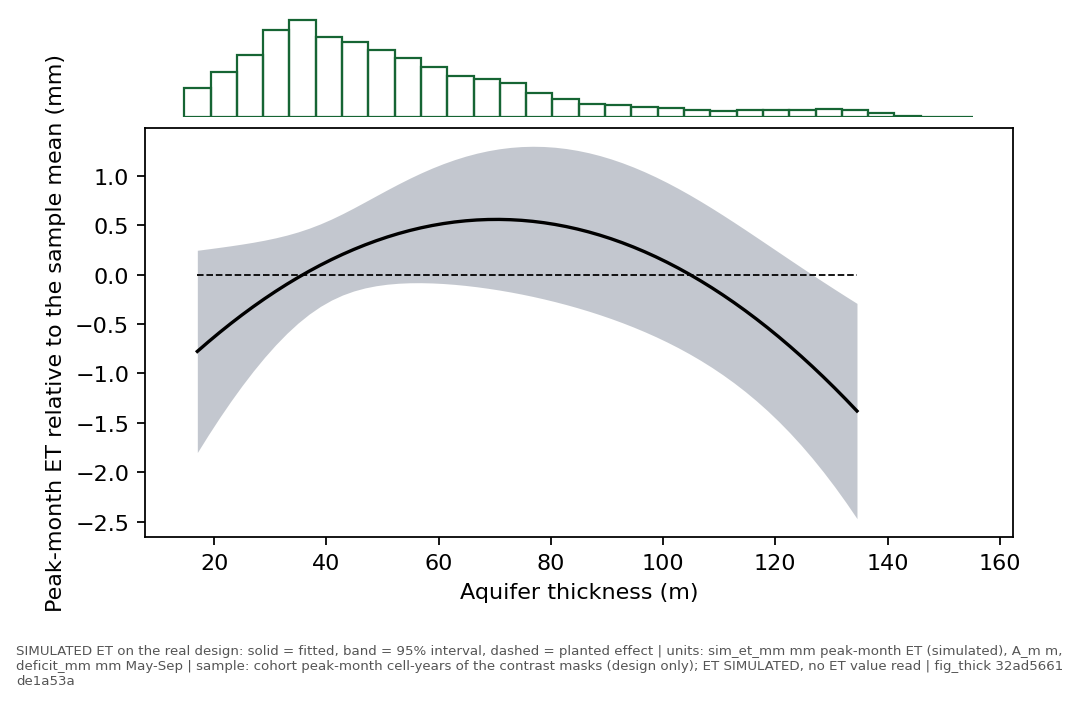 Peak-month ET relative to the sample mean (mm)
1.0
0.5
0.0
−0.5
−1.0
−1.5
−2.0
−2.5
20 40 60 80 100 120 140 160
Aquifer thickness (m)
SIMULATED ET on the real design: solid = fitted, band = 95% interval, dashed = planted effect | units: sim_et_mm mm peak-month ET (simulated), A_m m,
deficit_mm mm May-Sep | sample: cohort peak-month cell-years of the contrast masks (design only); ET SIMULATED, no ET value read | fig_thick 32ad5661
de1a53a